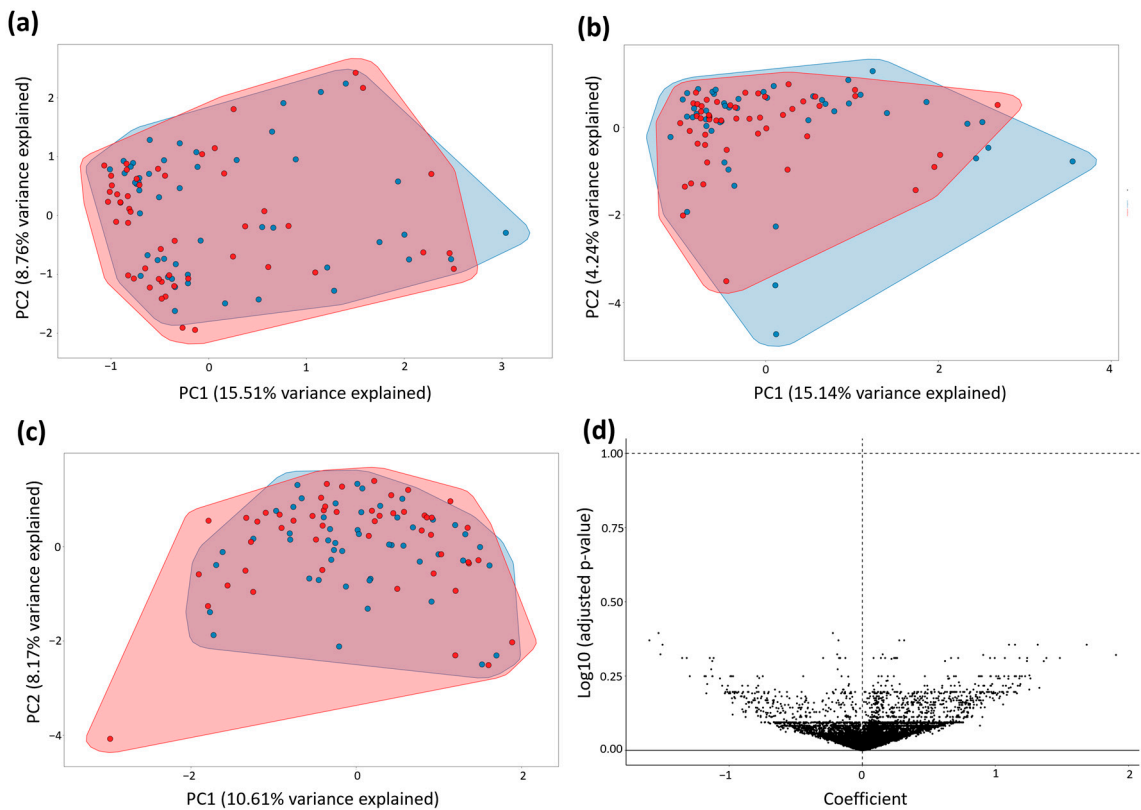 (a)
2
1
0
−1
−2
PC2 (8.76% variance explained)
−1
0
1
2
3
PC1 (15.51% variance explained)
(b)
0
−2
−4
PC2 (4.24% variance explained)
0
2
4
PC1 (15.14% variance explained)
(c)
0
−2
−4
PC2 (8.17% variance explained)
−2
0
2
PC1 (10.61% variance explained)
(d)
1.00
0.75
0.50
0.25
0.00
Log10 (adjusted p-value)
−1
0
1
2
Coefficient